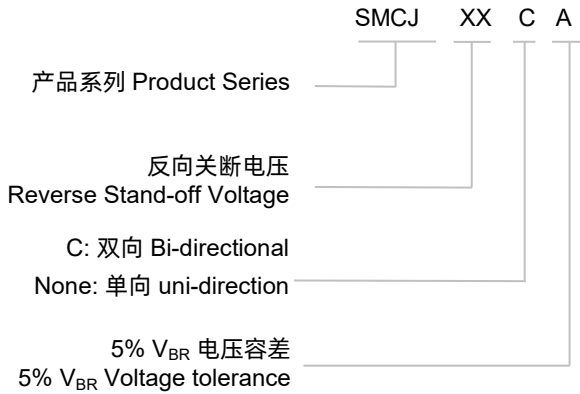 SMCJ XX C A
产品系列 Product Series
反向关断电压
Reverse Stand-off Voltage
C: 双向 Bi-directional
None: 单向 uni-direction
5% VBR 电压容差
5% VBR Voltage tolerance